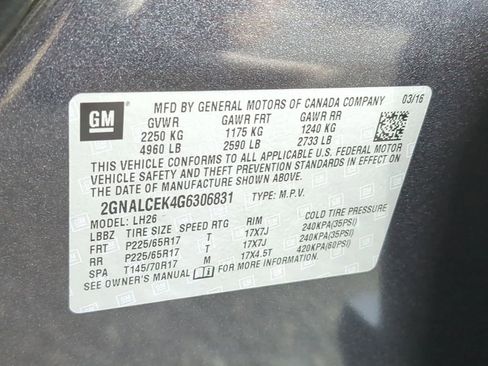 GM
MFD BY GENERAL MOTORS OF CANADA COMPANY 03/16
GVWR GAWR FRT GAWR RR
2250 KG 1175 KG 1240 KG
4960 LB 2590 LB 2733 LB
THIS VEHICLE CONFORMS TO ALL APPLICABLE U.S. FEDERAL MOTOR
VEHICLE SAFETY AND THEFT PREVENTION STANDARDS IN EFFECT ON
THE DATE OF MANUFACTURE SHOWN ABOVE.
2GNALCEK4G6306831 TYPE: M.P.V.
MODEL: LH26
LBBZ TIRE SIZE SPEED RTG RIM COLD TIRE PRESSURE
FRT P225/65R17 T 17X7J 240KPA(35PSI)
RR P225/65R17 T 17X7J 240KPA(35PSI)
SPA T145/70R17 M 17X4.5T 420KPA(60PSI)
SEE OWNER'S MANUAL FOR MORE INFORMATION.